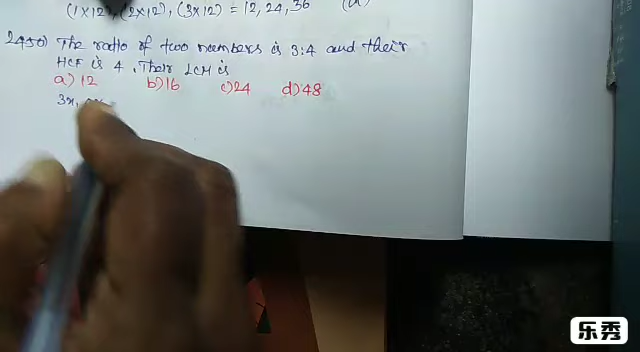 (1×12), (2×12), (3×12) = 12, 24, 36 (a)
2450) The ratio of two numbers is 3:4 and their
HCF is 4. Their LCM is
a) 12 b) 16 c) 24 d) 48
3x,
乐秀